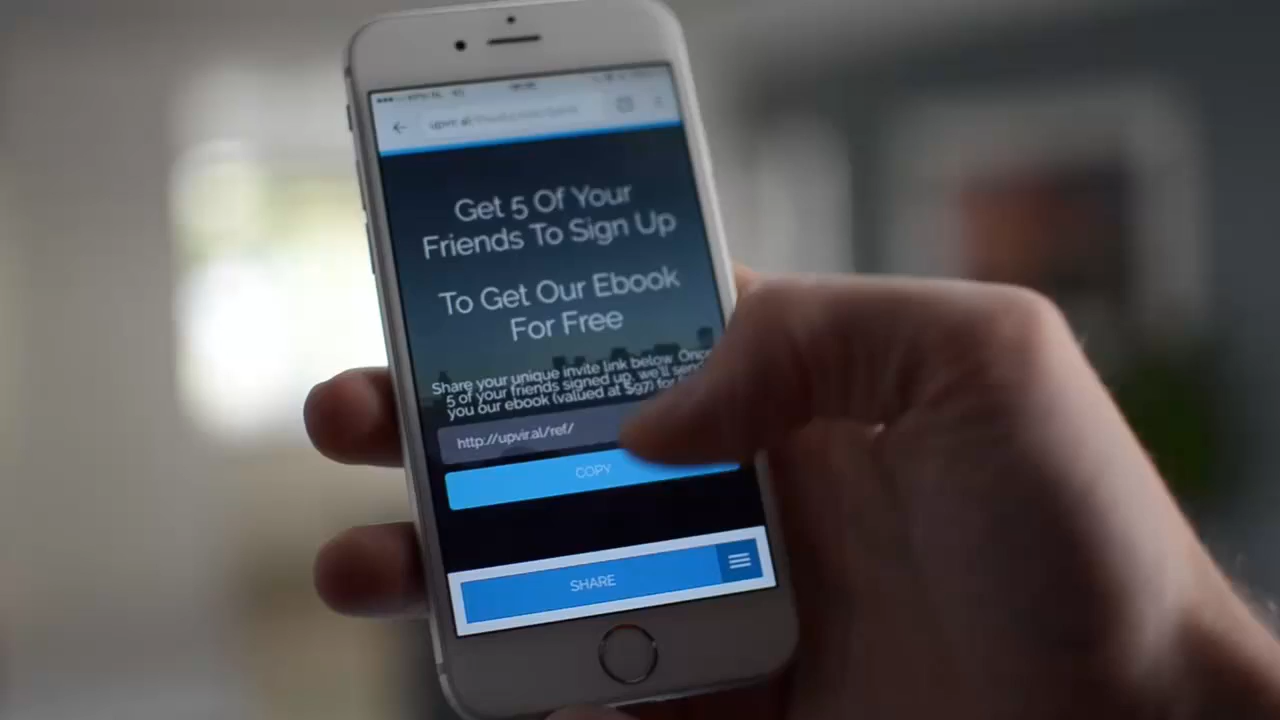 Get 5 Of Your
Friends To Sign Up
To Get Our Ebook
For Free
Share your unique invite link below. Once
5 of your friends signed up, we'll send
you our ebook (valued at $97) for
http://upvir.al/ref/
COPY
SHARE